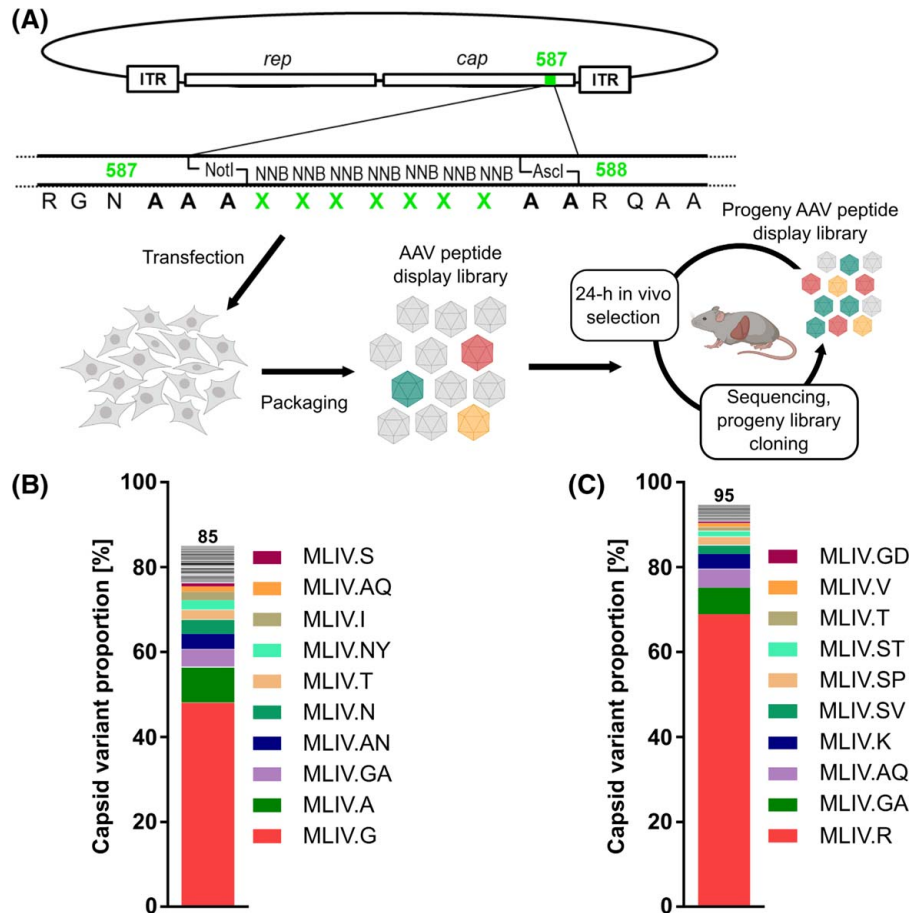 (A)
rep
cap
587
ITR
ITR
587
NotI
NNB NNB NNB NNB NNB NNB NNB
AscI
588
R G N A A A X X X X X X X A A R Q A A
Transfection
AAV peptide
display library
Packaging
Progeny AAV peptide
display library
24-h in vivo
selection
Sequencing,
progeny library
cloning
(B)
Capsid variant proportion [%]
100
80
60
40
20
0
85
MLIV.S
MLIV.AQ
MLIV.I
MLIV.NY
MLIV.T
MLIV.N
MLIV.AN
MLIV.GA
MLIV.A
MLIV.G
(C)
Capsid variant proportion [%]
100
80
60
40
20
0
95
MLIV.GD
MLIV.V
MLIV.T
MLIV.ST
MLIV.SP
MLIV.SV
MLIV.K
MLIV.AQ
MLIV.GA
MLIV.R